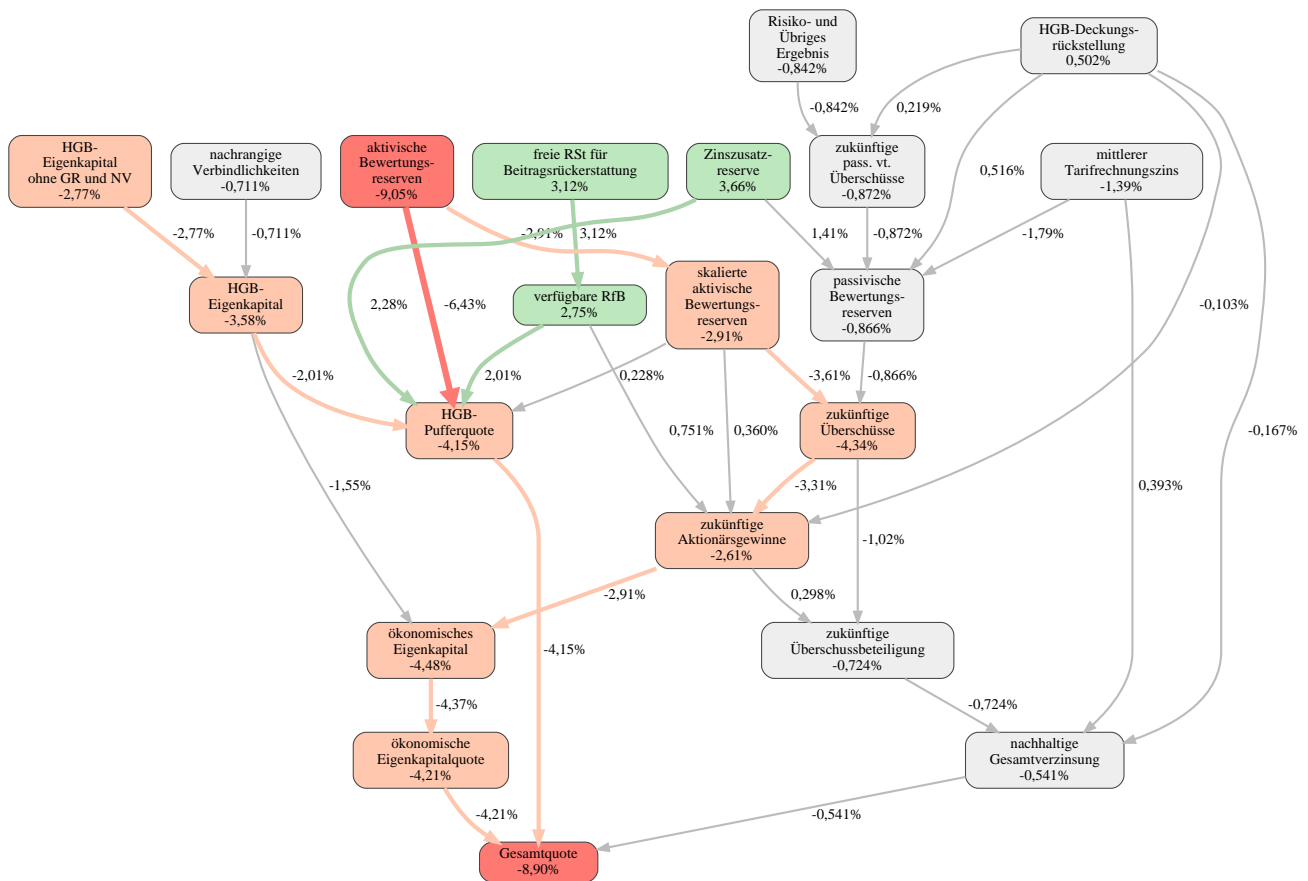 Risiko- und
Übriges
Ergebnis
-0,842%
HGB-Deckungs-
rückstellung
0,502%
-0,842%
0,219%
HGB-
Eigenkapital
ohne GR und NV
-2,77%
nachrangige
Verbindlichkeiten
-0,711%
aktivische
Bewertungs-
reserven
-9,05%
freie RSt für
Beitragsrückerstattung
3,12%
Zinszusatz-
reserve
3,66%
zukünftige
pass. vt.
Überschüsse
-0,872%
0,516%
mittlerer
Tarifrechnungszins
-1,39%
-2,77%
-0,711%
-2,91%
3,12%
1,41%
-0,872%
-1,79%
HGB-
Eigenkapital
-3,58%
2,28%
-6,43%
verfügbare RfB
2,75%
skalierte
aktivische
Bewertungs-
reserven
-2,91%
passivische
Bewertungs-
reserven
-0,866%
-0,103%
-2,01%
2,01%
0,228%
-3,61%
-0,866%
HGB-
Pufferquote
-4,15%
0,751%
0,360%
zukünftige
Überschüsse
-4,34%
-0,167%
-1,55%
-3,31%
0,393%
zukünftige
Aktionärsgewinne
-2,61%
-1,02%
-2,91%
0,298%
ökonomisches
Eigenkapital
-4,48%
-4,15%
zukünftige
Überschussbeteiligung
-0,724%
-4,37%
-0,724%
ökonomische
Eigenkapitalquote
-4,21%
nachhaltige
Gesamtverzinsung
-0,541%
-4,21%
-0,541%
Gesamtquote
-8,90%